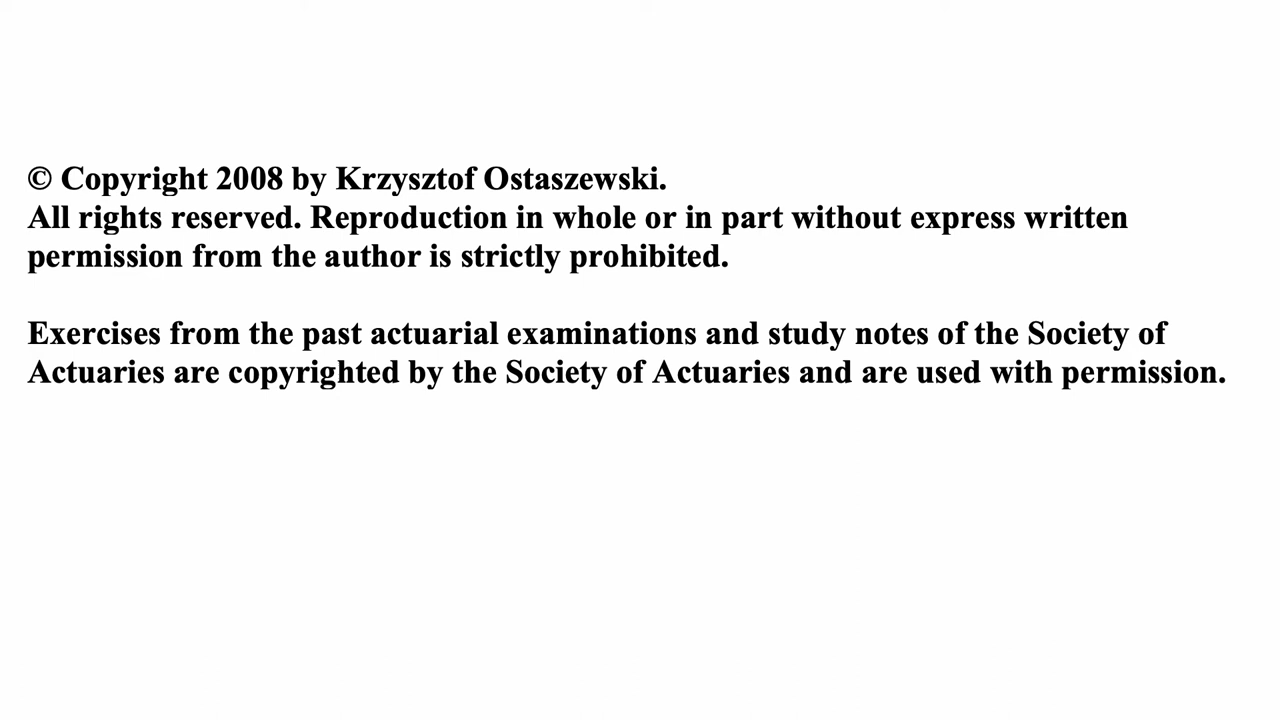 © Copyright 2008 by Krzysztof Ostaszewski.
All rights reserved. Reproduction in whole or in part without express written
permission from the author is strictly prohibited.
Exercises from the past actuarial examinations and study notes of the Society of
Actuaries are copyrighted by the Society of Actuaries and are used with permission.